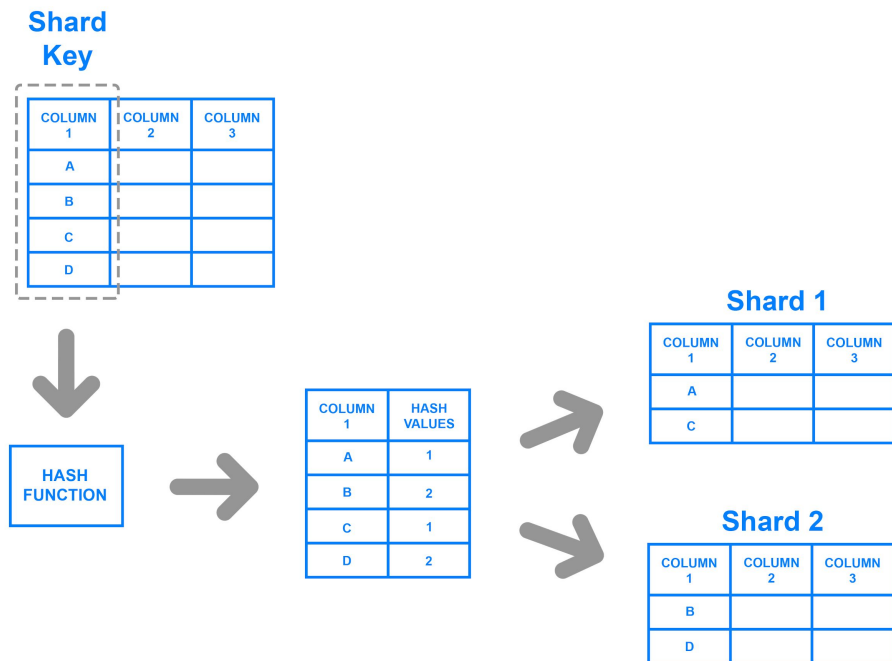 Shard
Key
COLUMN COLUMN COLUMN
1 2 3
A
B
C
D
HASH
FUNCTION
COLUMN HASH
1 VALUES
A 1
B 2
C 1
D 2
Shard 1
COLUMN COLUMN COLUMN
1 2 3
A
C
Shard 2
COLUMN COLUMN COLUMN
1 2 3
B
D